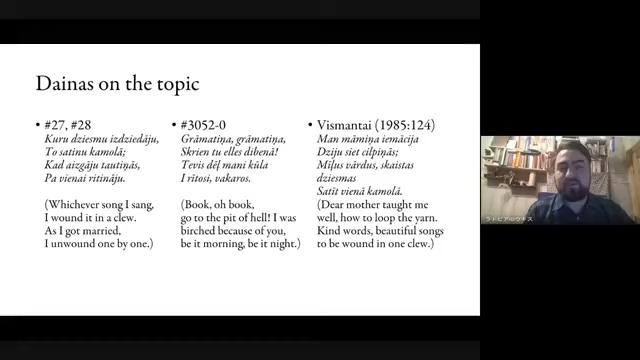 Dainas on the topic
• #27, #28
Kuru dziesmu izdziedāju,
To satinu kamolā;
Kad aizgāju tautiņās,
Pa vienai ritināju.
(Whichever song I sang,
I wound it in a clew.
As I got married,
I unwound one by one.)
• #3052-0
Grāmatiņa, grāmatiņa,
Skrien tu elles dibenā!
Tevis dēļ mani kūla
I rītosi, vakaros.
(Book, oh book,
go to the pit of hell! I was
birched because of you,
be it morning, be it night.)
• Vismantai (1985:124)
Man māmiņa iemācija
Dziju siet cilpiņās;
Miļus vārdus, skaistas
dziesmas
Satīt vienā kamolā.
(Dear mother taught me
well, how to loop the yarn.
Kind words, beautiful songs
to be wound in one clew.)